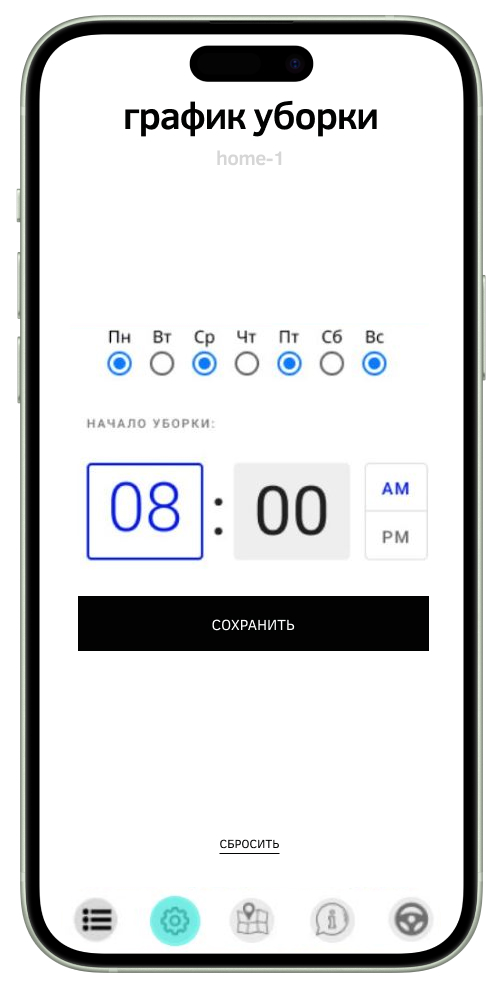 график уборки
home-1
Пн Вт Ср Чт Пт Сб Вс
НАЧАЛО УБОРКИ:
08 : 00 AM
PM
СОХРАНИТЬ
СБРОСИТЬ